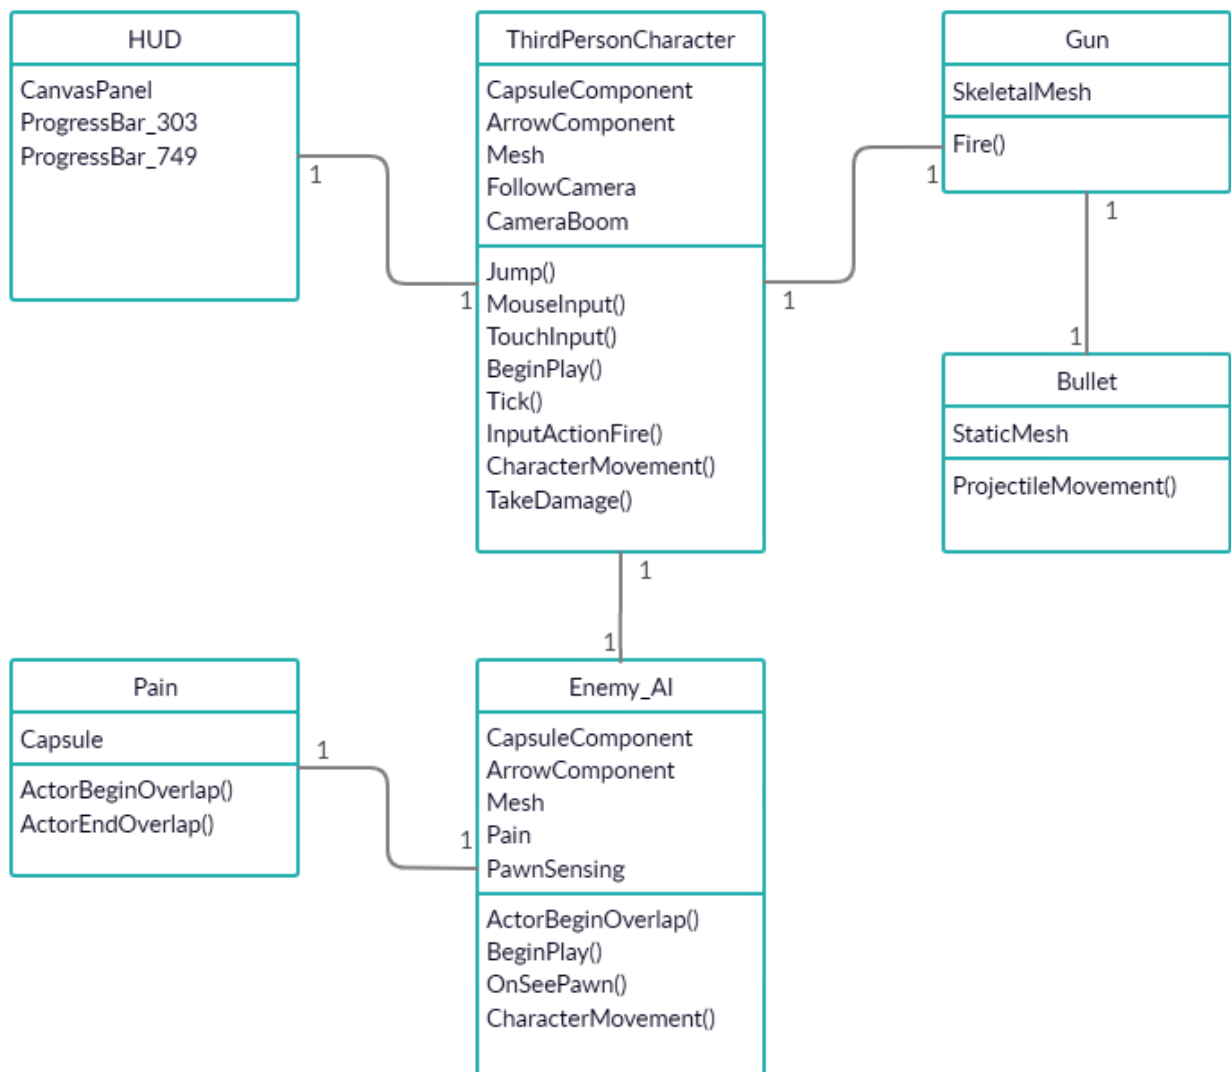 HUD
CanvasPanel
ProgressBar_303
ProgressBar_749
1
1
ThirdPersonCharacter
CapsuleComponent
ArrowComponent
Mesh
FollowCamera
CameraBoom
Jump()
MouseInput()
TouchInput()
BeginPlay()
Tick()
InputActionFire()
CharacterMovement()
TakeDamage()
1
1
Gun
SkeletalMesh
Fire()
1
1
Bullet
StaticMesh
ProjectileMovement()
1
1
Pain
Capsule
ActorBeginOverlap()
ActorEndOverlap()
1
1
Enemy_AI
CapsuleComponent
ArrowComponent
Mesh
Pain
PawnSensing
ActorBeginOverlap()
BeginPlay()
OnSeePawn()
CharacterMovement()